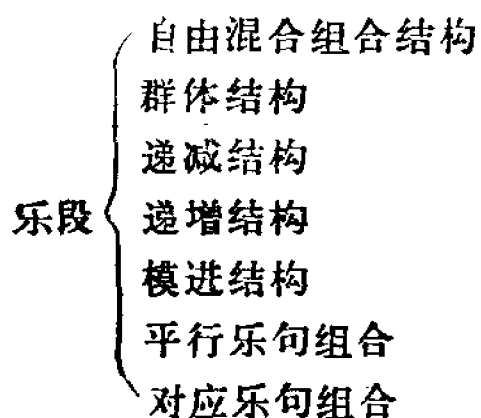 自由混合组合结构
群体结构
递减结构
乐段
递增结构
模进结构
平行乐句组合
对应乐句组合